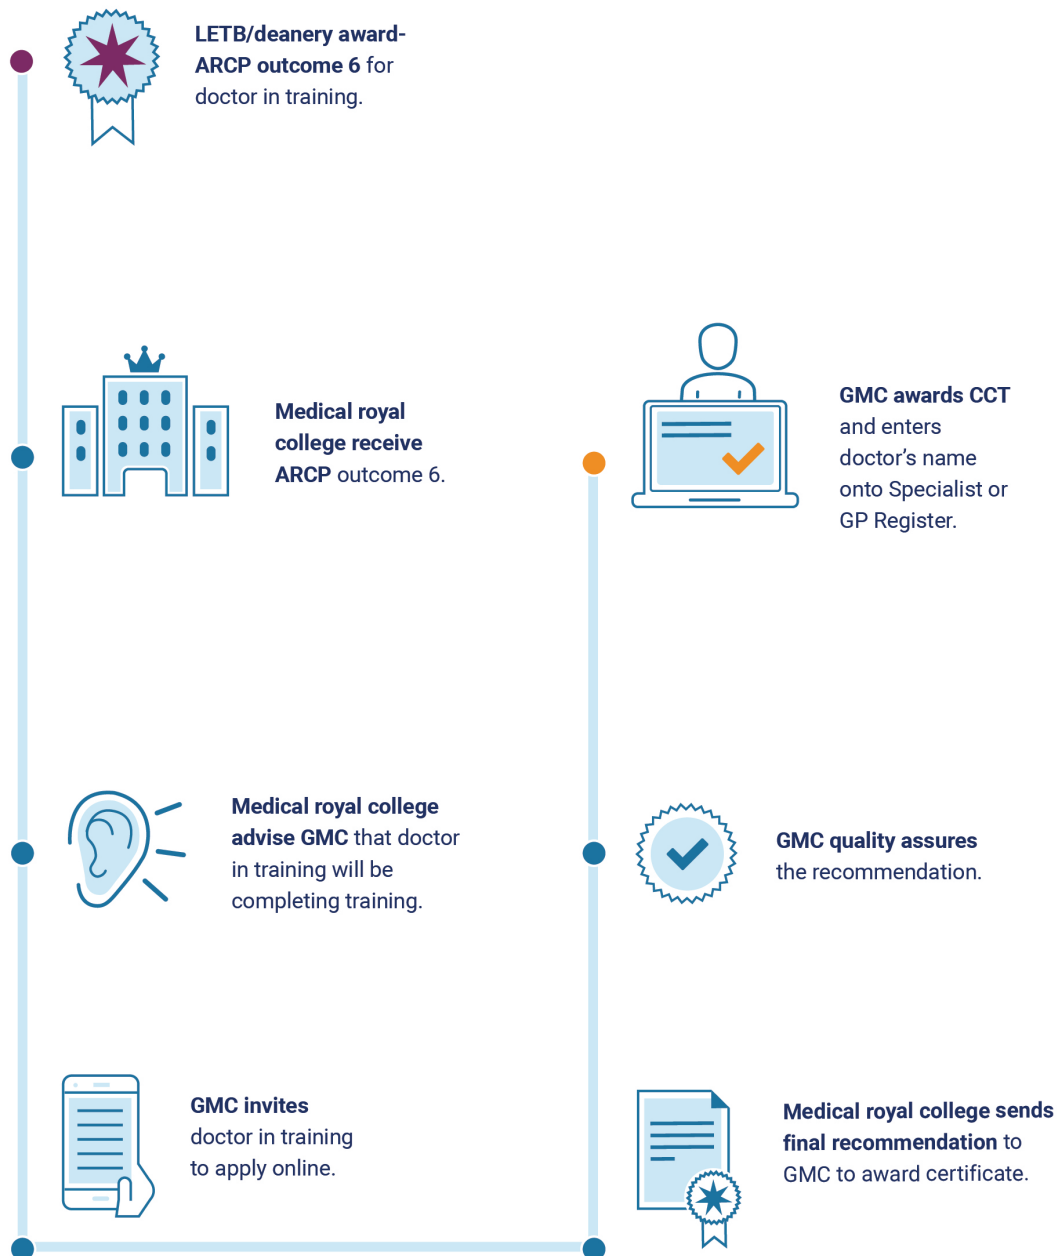 LETB/deanery award-
ARCP outcome 6 for
doctor in training.
Medical royal
college receive
ARCP outcome 6.
Medical royal college
advise GMC that doctor
in training will be
completing training.
GMC invites
doctor in training
to apply online.
Medical royal college sends
final recommendation to
GMC to award certificate.
GMC quality assures
the recommendation.
GMC awards CCT
and enters
doctor’s name
onto Specialist or
GP Register.